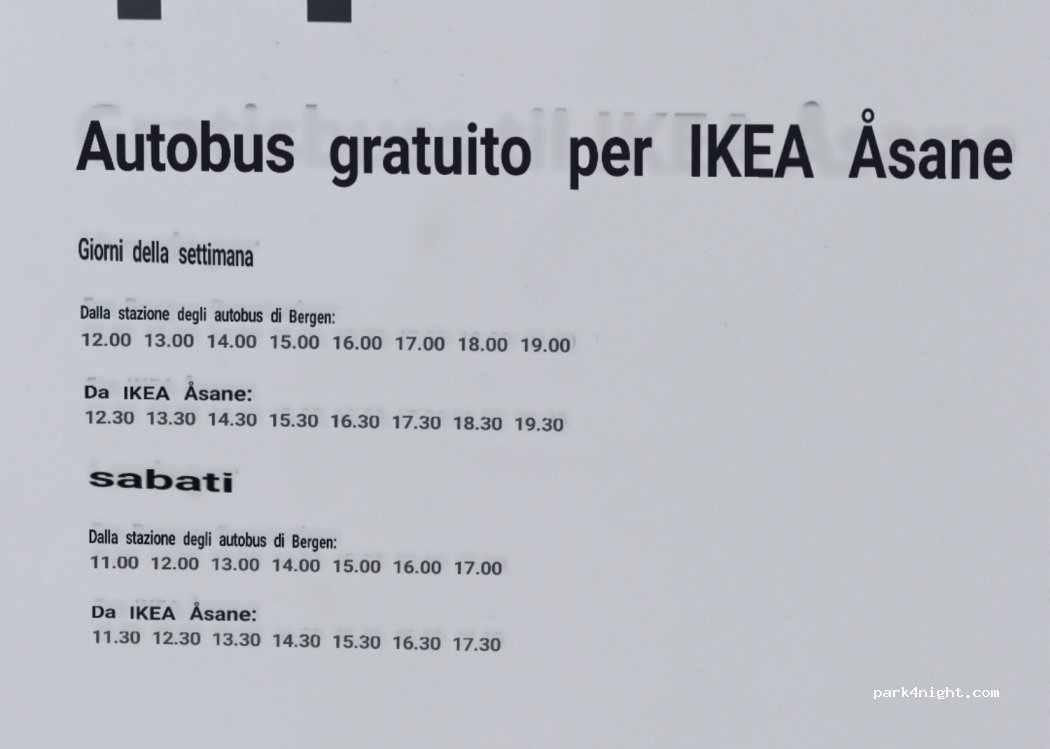 Autobus gratuito per IKEA Åsane
Giorni della settimana
Dalla stazione degli autobus di Bergen:
12.00 13.00 14.00 15.00 16.00 17.00 18.00 19.00
Da IKEA Åsane:
12.30 13.30 14.30 15.30 16.30 17.30 18.30 19.30
sabati
Dalla stazione degli autobus di Bergen:
11.00 12.00 13.00 14.00 15.00 16.00 17.00
Da IKEA Åsane:
11.30 12.30 13.30 14.30 15.30 16.30 17.30
park4night.com